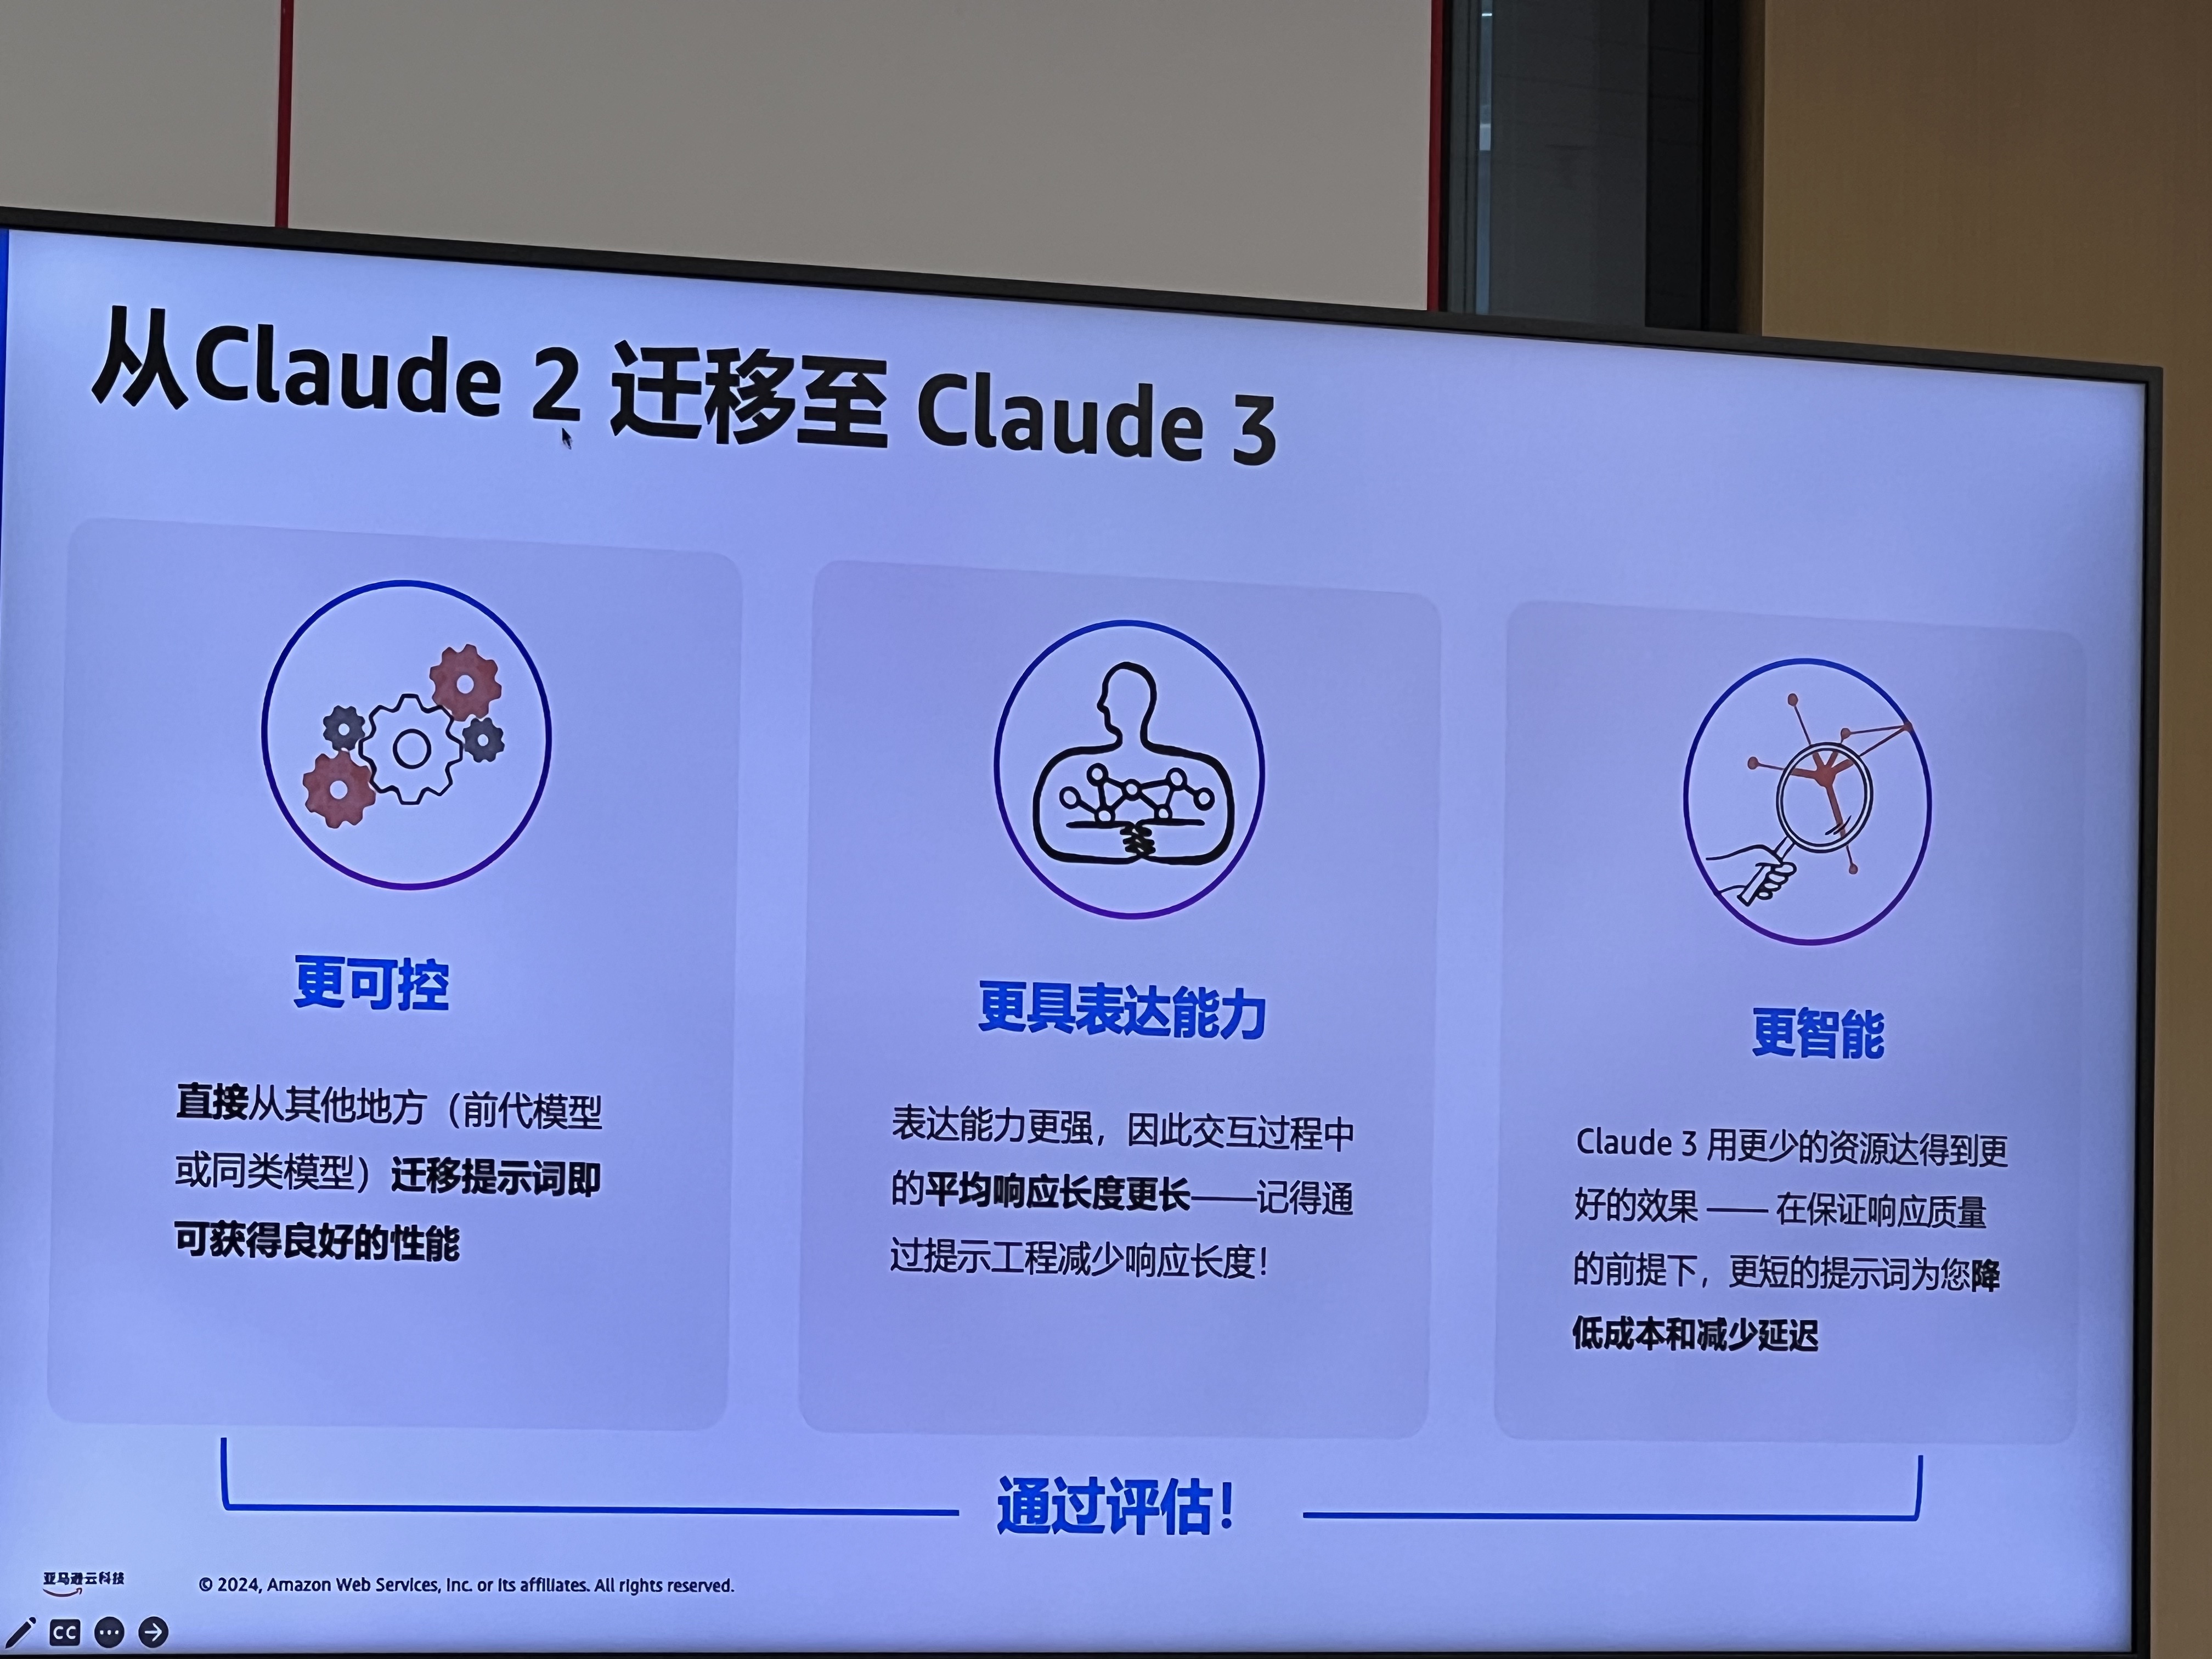 从Claude 2 迁移至 Claude 3
更可控
直接从其他地方（前代模型
或同类模型）迁移提示词即
可获得良好的性能
更具表达能力
表达能力更强，因此交互过程中
的平均响应长度更长——记得通
过提示工程减少响应长度！
更智能
Claude 3 用更少的资源达得到更
好的效果 —— 在保证响应质量
的前提下，更短的提示词为您降
低成本和减少延迟
通过评估！
亚马逊云科技
© 2024, Amazon Web Services, Inc. or its affiliates. All rights reserved.
CC